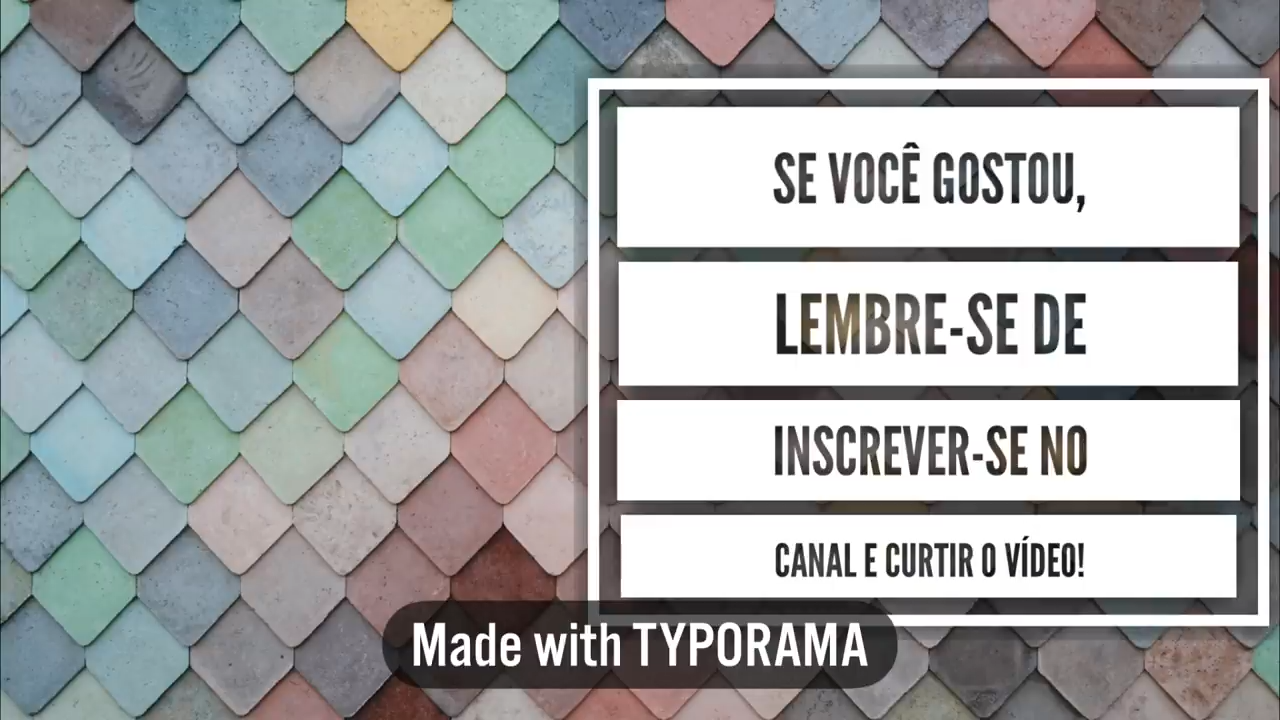 SE VOCÊ GOSTOU,
LEMBRE-SE DE
INSCREVER-SE NO
CANAL E CURTIR O VÍDEO!
Made with TYPORAMA